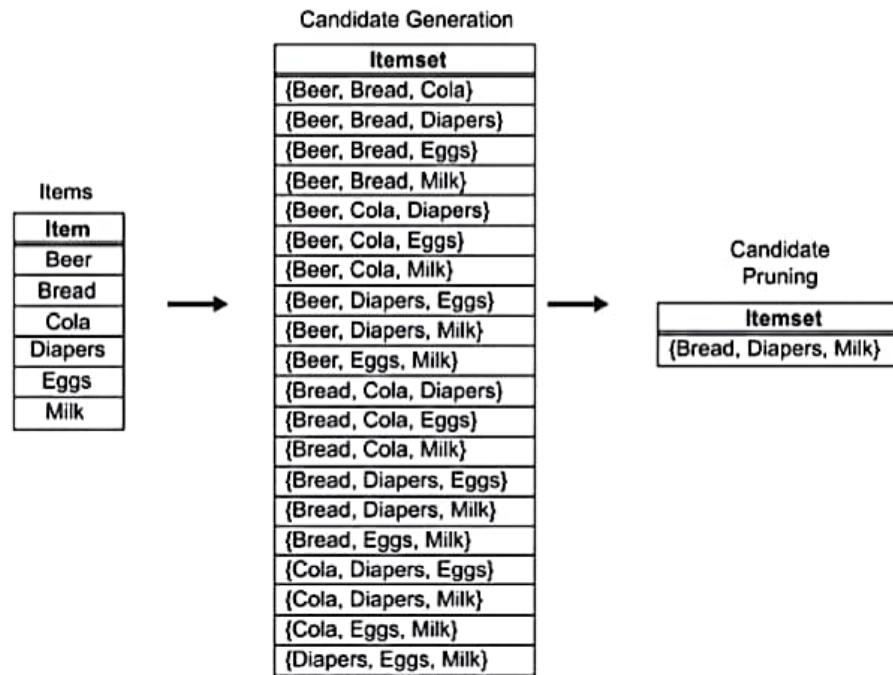 Candidate Generation
Itemset
{Beer, Bread, Cola}
{Beer, Bread, Diapers}
{Beer, Bread, Eggs}
{Beer, Bread, Milk}
{Beer, Cola, Diapers}
{Beer, Cola, Eggs}
{Beer, Cola, Milk}
{Beer, Diapers, Eggs}
{Beer, Diapers, Milk}
{Beer, Eggs, Milk}
{Bread, Cola, Diapers}
{Bread, Cola, Eggs}
{Bread, Cola, Milk}
{Bread, Diapers, Eggs}
{Bread, Diapers, Milk}
{Bread, Eggs, Milk}
{Cola, Diapers, Eggs}
{Cola, Diapers, Milk}
{Cola, Eggs, Milk}
{Diapers, Eggs, Milk}
Items
Item
Beer
Bread
Cola
Diapers
Eggs
Milk
Candidate
Pruning
Itemset
{Bread, Diapers, Milk}